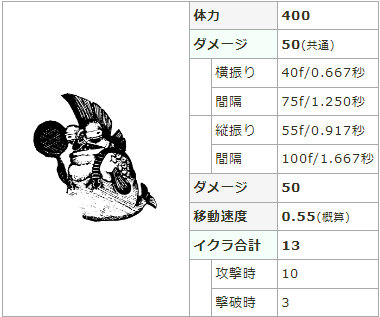 体力 400
ダメージ 50(共通)
横振り 40f/0.667秒
間隔 75f/1.250秒
縦振り 55f/0.917秒
間隔 100f/1.667秒
ダメージ 50
移動速度 0.55(概算)
イクラ合計 13
攻撃時 10
撃破時 3